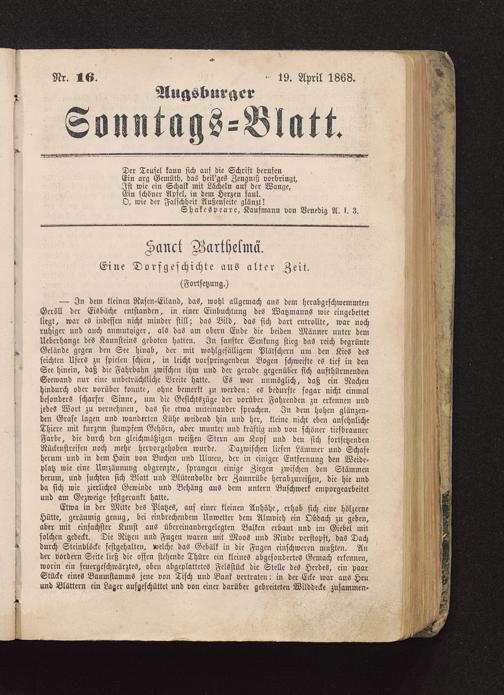 Nr. 16.
19. April 1868.
Augsburger
Sonntags=Blatt.
Der Teufel kann sich auf die Schrift berufen
Ein arg Gemüth, das heil'ges Zeugniß vorbringt,
Ist wie ein Schalk mit Lächeln auf der Wange,
Ein schöner Apfel, in dem Herzen faul.
O, wie der Falschheit Außenseite glänzt!
Shakespeare, Kaufmann von Venedig A. I. 3.
Sanct Barthelmä.
Eine Dorfgeschichte aus alter Zeit.
(Fortsetzung.)
— In dem kleinen Rasen=Eiland, das, wohl allgemach aus dem herabgeschwemmten
Geröll der Eisbäche entstanden, in einer Einbuchtung des Watzmanns wie eingebettet
liegt, war es indessen nicht minder still; das Bild, das sich dort entrollte, war noch
ruhiger und auch anmuthiger, als das am obern Ende die beiden Männer unter dem
Ueberhange des Kaunsteins geboten hatten. In sanfter Senkung stieg das reich begrünte
Gelände gegen den See hinab, der mit wohlgefälligem Plätschern um den Kies des
seichten Ufers zu spielen schien, in leicht vorspringendem Bogen schweifte es tief in den
See hinein, daß die Fahrbahn zwischen ihm und der gerade gegenüber sich aufthürmenden
Seewand nur eine unbeträchtliche Breite hatte. Es war unmöglich, daß ein Nachen
hindurch oder vorüber konnte, ohne bemerkt zu werden: es bedurfte sogar nicht einmal
besonders scharfer Sinne, um die Gesichtszüge der vorüber Fahrenden zu erkennen und
jedes Wort zu vernehmen, das sie etwa miteinander sprachen. In dem hohen glänzen=
den Grase lagen und wanderten Kühe weidend hin und her, kleine nicht eben ansehnliche
Thiere mit kurzem stumpfem Gehörn, aber munter und kräftig und von schöner tiefbrauner
Farbe, die durch den gleichmäßigen weißen Stern am Kopf und den sich fortsetzenden
Rückenstreifen noch mehr hervorgehoben wurde. Dazwischen liefen Lämmer und Schafe
herum und in dem Hain von Buchen und Ulmen, der in einiger Entfernung den Weide=
platz wie eine Umzäunung abgrenzte, sprangen einige Ziegen zwischen den Stämmen
herum, und suchten sich Blatt und Blüthendolde der Zaunrübe herabzureißen, die hie und
da sich wie zierliches Gewinde und Behäng aus dem untern Buschwerk emporgearbeitet
und am Gezweige festgerankt hatte.
Etwa in der Mitte des Platzes, auf einer kleinen Anhöhe, erhob sich eine hölzerne
Hütte, geräumig genug, bei einbrechendem Unwetter dem Almvieh ein Obdach zu geben,
aber mit einfachster Kunst aus übereinandergelegten Balken erbaut und im Giebel mit
solchen gedeckt. Die Ritzen und Fugen waren mit Moos und Rinde verstopft, das Dach
durch Steinblöcke festgehalten, welche das Gebälk in die Fugen einschweren mußten. An
der vordern Seite ließ die offen stehende Thüre ein kleines abgesondertes Gemach erkennen,
worin ein feuergeschwärztes, oben abgeplattetes Felsstück die Stelle des Herdes, ein paar
Stücke eines Baumstamms jene von Tisch und Bank vertraten: in der Ecke war aus Heu
und Blättern ein Lager aufgeschüttet und von einer darüber gebreiteten Wilddecke zusammen=